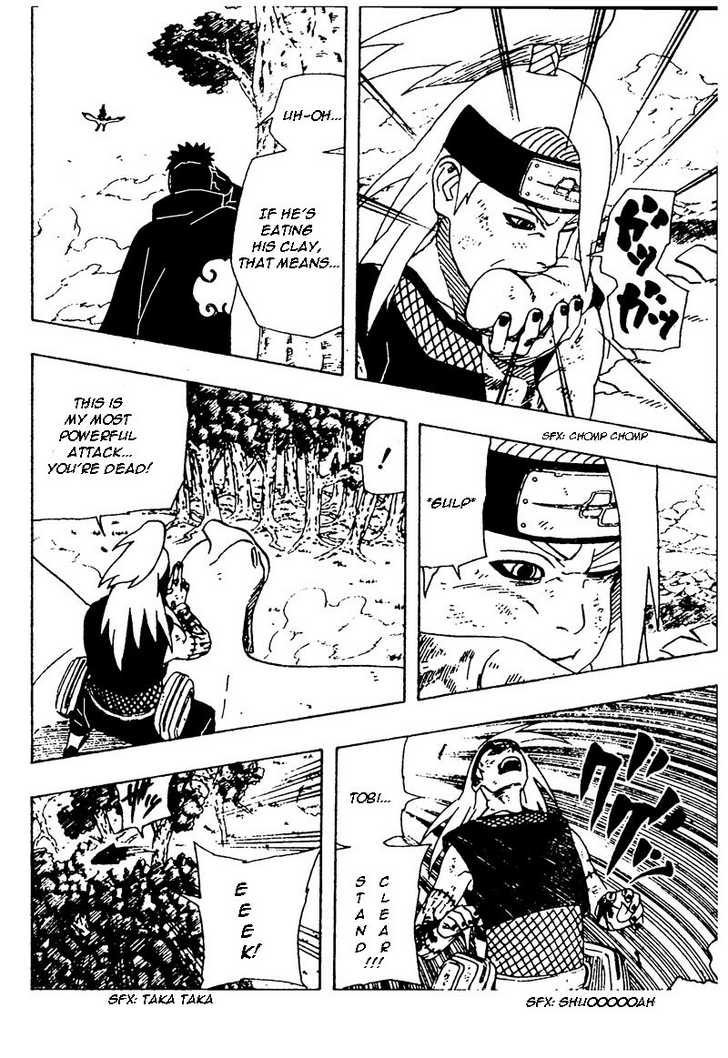 ガッ
ガッ
SFX: CHOMP CHOMP
UH-OH...
IF HE'S
EATING
HIS CLAY,
THAT MEANS...
*GULP*
!
THIS IS
MY MOST
POWERFUL
ATTACK...
YOU'RE DEAD!
TOBI...
STAND
CLEAR
!!!
SFX: SHUOOOOOAH
EEEK!
SFX: TAKA TAKA